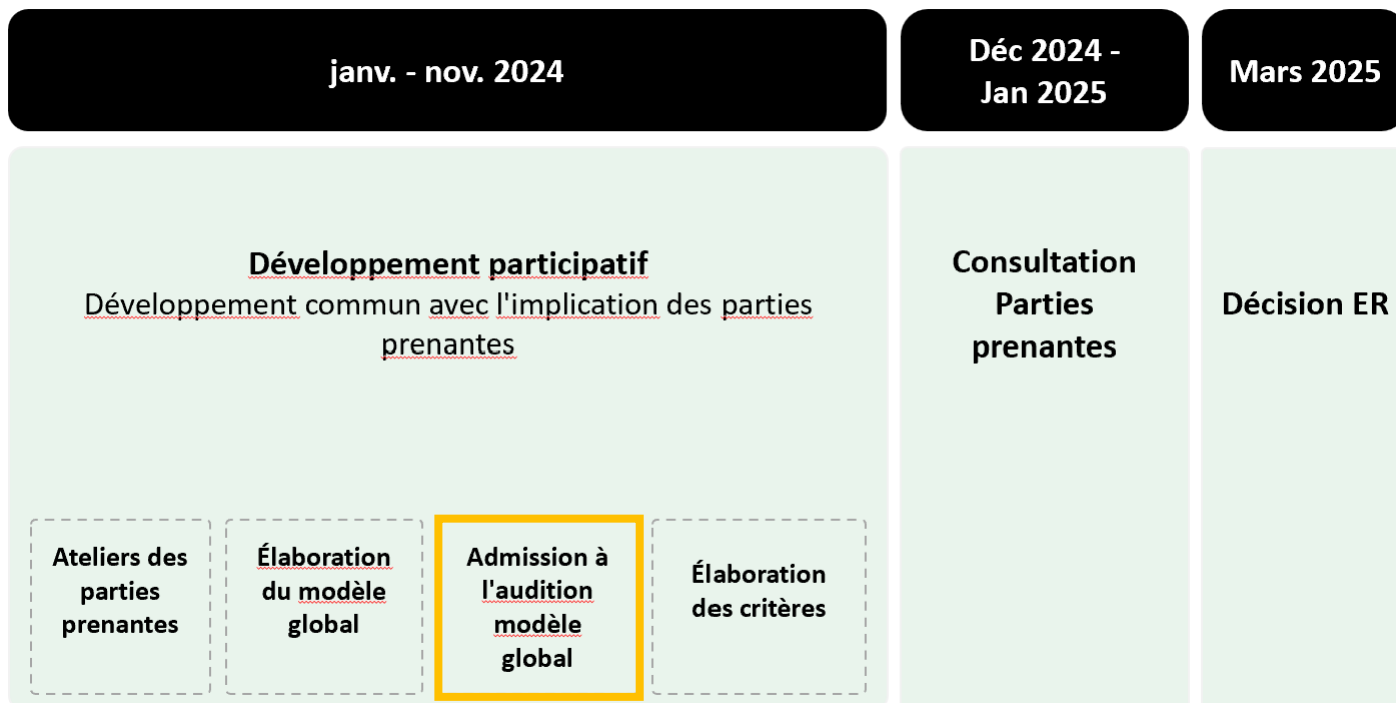 janv. - nov. 2024
Déc 2024 -
Jan 2025
Mars 2025
Développement participatif
Développement commun avec l'implication des parties
prenantes
Consultation
Parties
prenantes
Décision ER
Ateliers des
parties
prenantes
Élaboration
du modèle
global
Admission à
l'audition
modèle
global
Élaboration
des critères